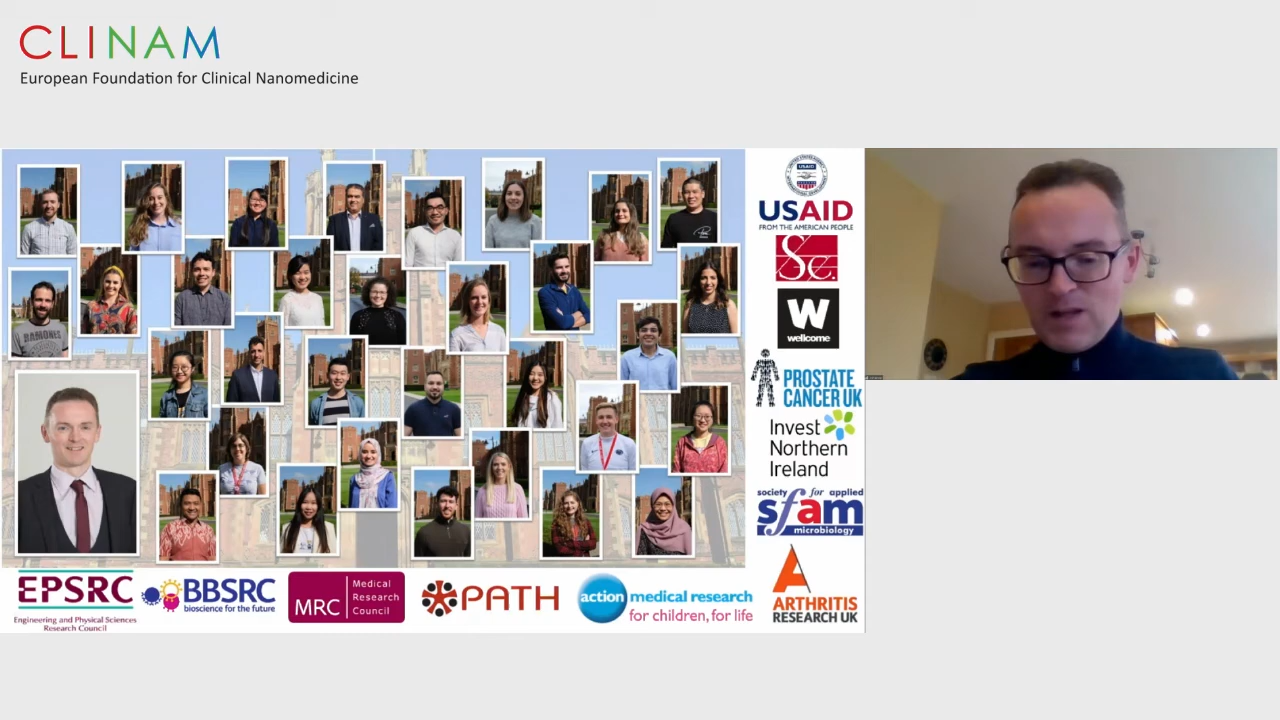 CLINAM
European Foundation for Clinical Nanomedicine
USAID
FROM THE AMERICAN PEOPLE
Sc.
W
wellcome
PROSTATE
CANCER UK
Invest
Northern
Ireland
society for applied
sfam
microbiology
RAMONES
EPSRC
Engineering and Physical Sciences
Research Council
BBSRC
bioscience for the future
MRC
Medical
Research
Council
PATH
action medical research
for children, for life
ARTHRITIS
RESEARCH UK